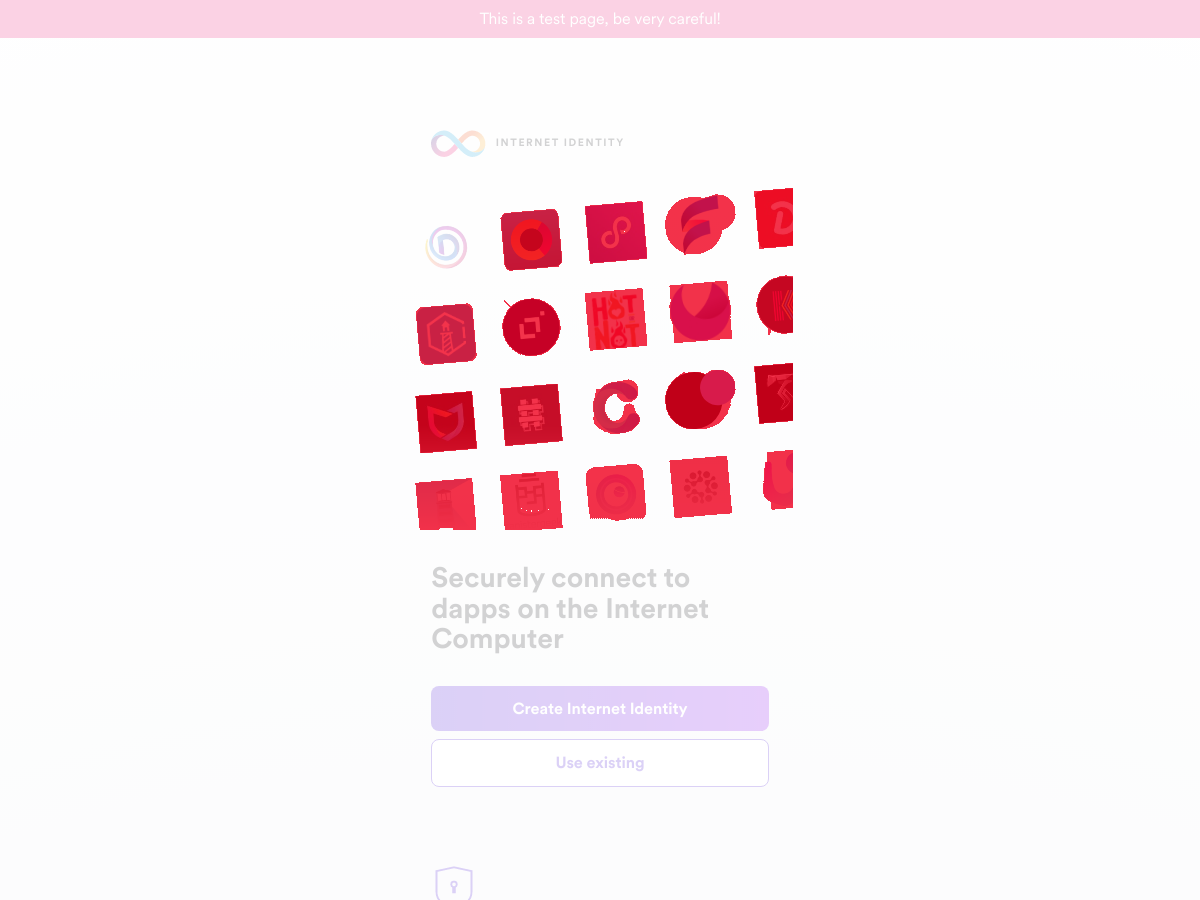 This is a test page, be very careful!
INTERNET IDENTITY
HOT
NOT
Securely connect to
dapps on the Internet
Computer
Create Internet Identity
Use existing